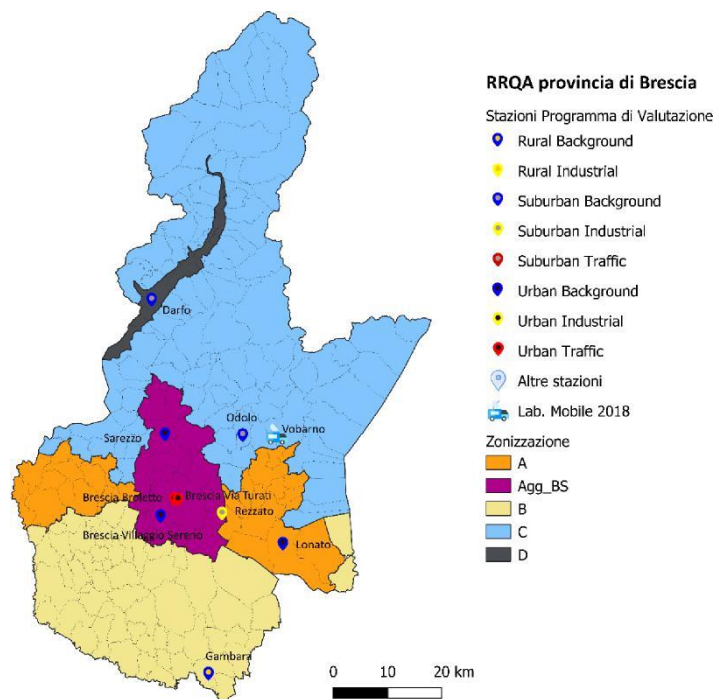 RRQA provincia di Brescia
Stazioni Programma di Valutazione
Rural Background
Rural Industrial
Suburban Background
Suburban Industrial
Suburban Traffic
Urban Background
Urban Industrial
Urban Traffic
Altre stazioni
Lab. Mobile 2018
Zonizzazione
A
Agg_BS
B
C
D
Darfo
Odolo
Vobarno
Sarezzo
Brescia Broletto
Brescia Via Turati
Rezzato
Brescia Villaggio Sereno
Lonato
Gambara
0 10 20 km